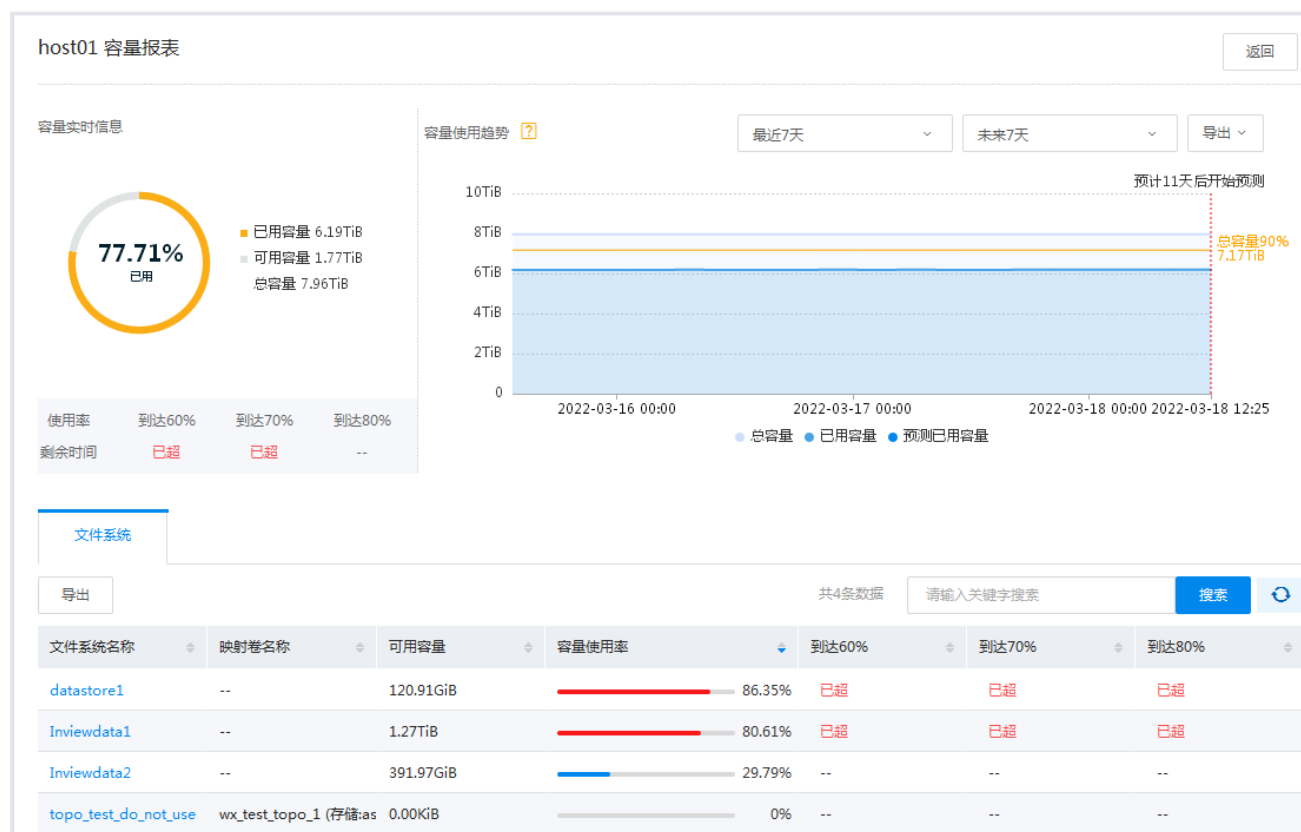 host01 容量报表
返回
容量实时信息
77.71%
已用
已用容量 6.19TiB
可用容量 1.77TiB
总容量 7.96TiB
使用率 到达60% 到达70% 到达80%
剩余时间 已超 已超 --
容量使用趋势 ?
最近7天 未来7天 导出
预计11天后开始预测
10TiB
8TiB
总容量90%
7.17TiB
6TiB
4TiB
2TiB
0
2022-03-16 00:00 2022-03-17 00:00 2022-03-18 00:00 2022-03-18 12:25
总容量 已用容量 预测已用容量
文件系统
导出 共4条数据 请输入关键字搜索 搜索
文件系统名称 映射卷名称 可用容量 容量使用率 到达60% 到达70% 到达80%
datastore1 -- 120.91GiB 86.35% 已超 已超 已超
Inviewdata1 -- 1.27TiB 80.61% 已超 已超 已超
Inviewdata2 -- 391.97GiB 29.79% -- -- --
topo_test_do_not_use wx_test_topo_1 (存储:as 0.00KiB 0% -- -- --